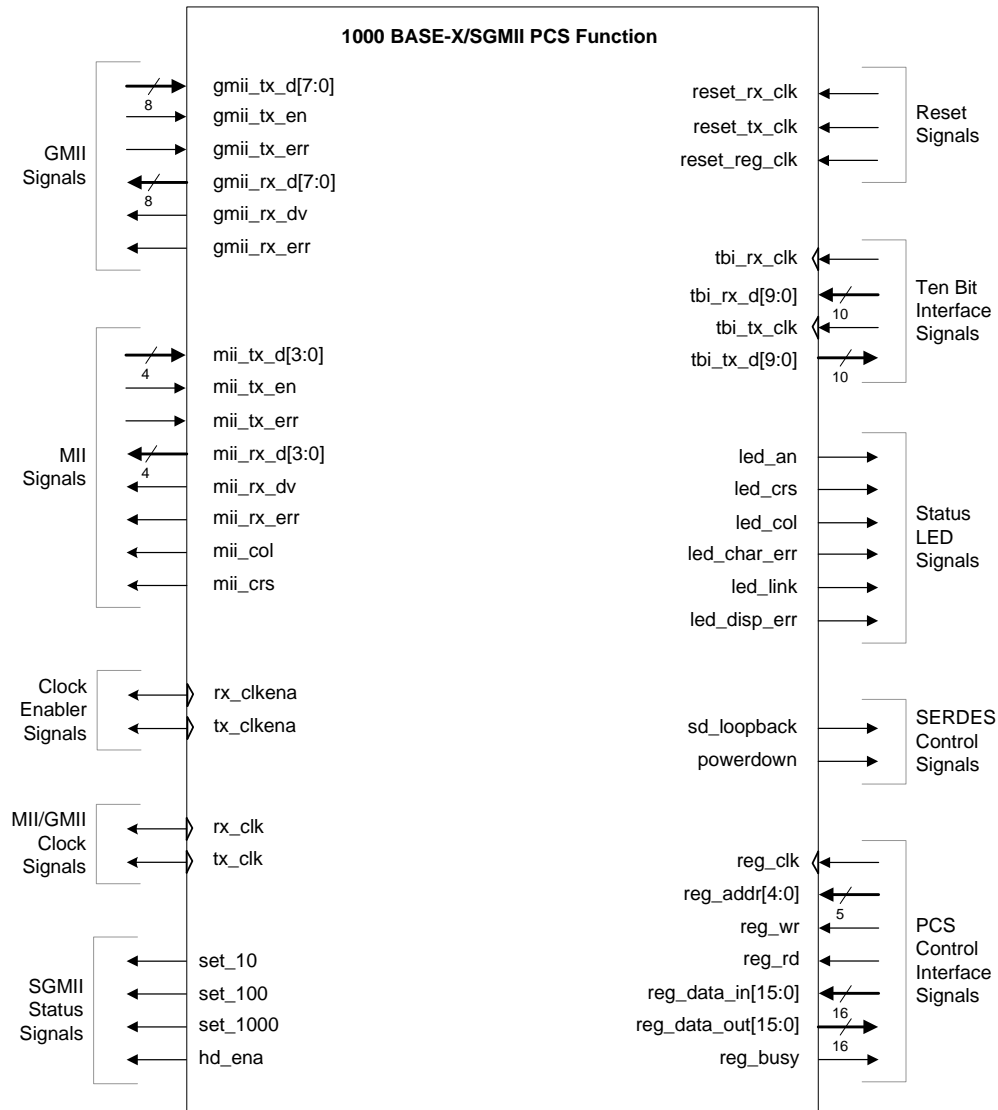 1000 BASE-X/SGMII PCS Function
GMII
Signals
gmii_tx_d[7:0]
8
gmii_tx_en
gmii_tx_err
gmii_rx_d[7:0]
8
gmii_rx_dv
gmii_rx_err
MII
Signals
mii_tx_d[3:0]
4
mii_tx_en
mii_tx_err
mii_rx_d[3:0]
4
mii_rx_dv
mii_rx_err
mii_col
mii_crs
Clock
Enabler
Signals
rx_clkena
tx_clkena
MII/GMII
Clock
Signals
rx_clk
tx_clk
SGMII
Status
Signals
set_10
set_100
set_1000
hd_ena
reset_rx_clk
reset_tx_clk
reset_reg_clk
Reset
Signals
tbi_rx_clk
tbi_rx_d[9:0]
10
tbi_tx_clk
tbi_tx_d[9:0]
10
Ten Bit
Interface
Signals
led_an
led_crs
led_col
led_char_err
led_link
led_disp_err
Status
LED
Signals
sd_loopback
powerdown
SERDES
Control
Signals
reg_clk
reg_addr[4:0]
5
reg_wr
reg_rd
reg_data_in[15:0]
16
reg_data_out[15:0]
16
reg_busy
PCS
Control
Interface
Signals